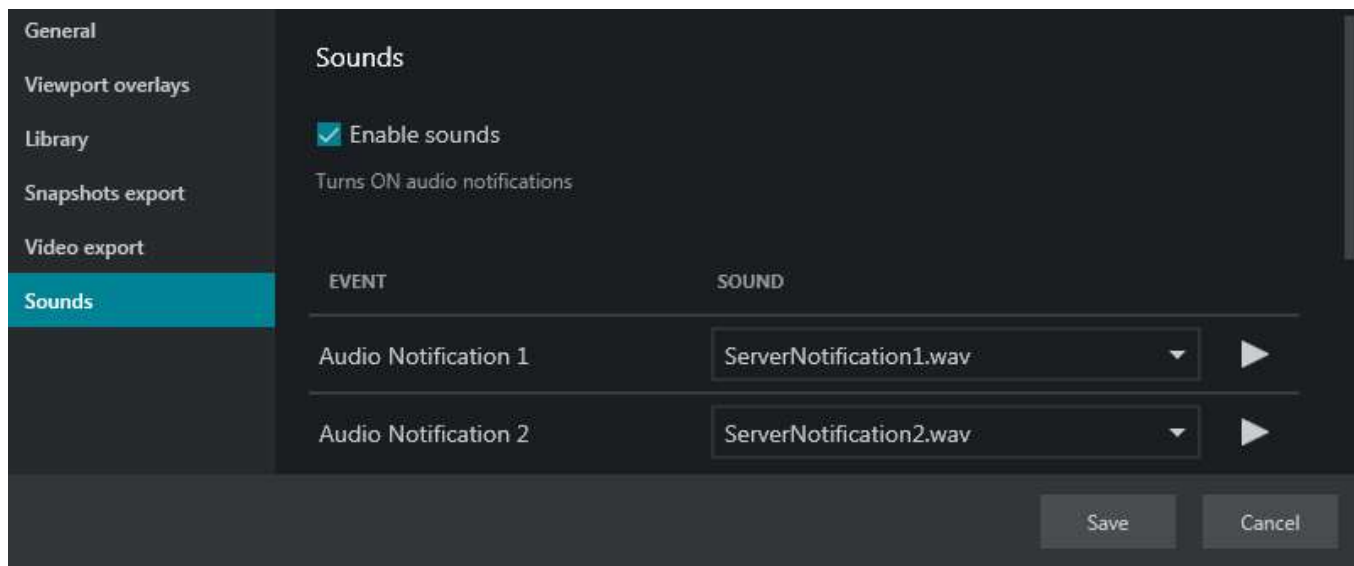 General
Viewport overlays
Library
Snapshots export
Video export
Sounds
Sounds
Enable sounds
Turns ON audio notifications
EVENT SOUND
Audio Notification 1 ServerNotification1.wav
Audio Notification 2 ServerNotification2.wav
Save Cancel